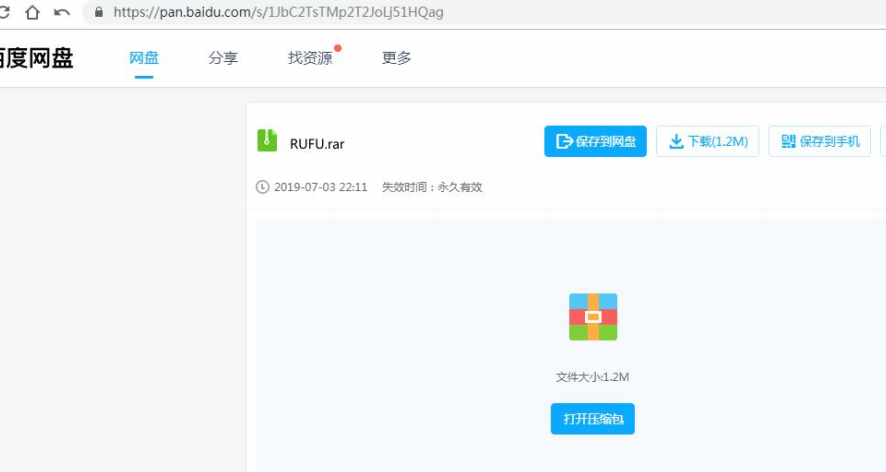 https://pan.baidu.com/s/1JbC2TsTMp2T2JoLj51HQag
百度网盘 网盘 分享 找资源 更多
RUFU.rar 保存到网盘 下载(1.2M) 保存到手机
2019-07-03 22:11 失效时间：永久有效
文件大小:1.2M
打开压缩包